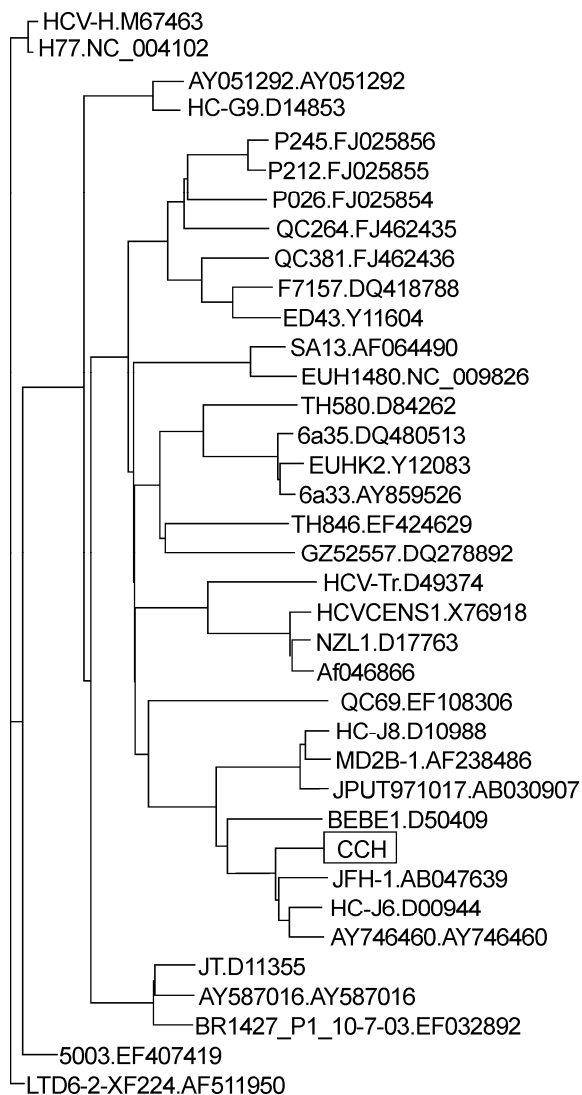 HCV-H.M67463
H77.NC_004102
AY051292.AY051292
HC-G9.D14853
P245.FJ025856
P212.FJ025855
P026.FJ025854
QC264.FJ462435
QC381.FJ462436
F7157.DQ418788
ED43.Y11604
SA13.AF064490
EUH1480.NC_009826
TH580.D84262
6a35.DQ480513
EUHK2.Y12083
6a33.AY859526
TH846.EF424629
GZ52557.DQ278892
HCV-Tr.D49374
HCVCENS1.X76918
NZL1.D17763
Af046866
QC69.EF108306
HC-J8.D10988
MD2B-1.AF238486
JPUT971017.AB030907
BEBE1.D50409
CCH
JFH-1.AB047639
HC-J6.D00944
AY746460.AY746460
JT.D11355
AY587016.AY587016
BR1427_P1_10-7-03.EF032892
5003.EF407419
LTD6-2-XF224.AF511950